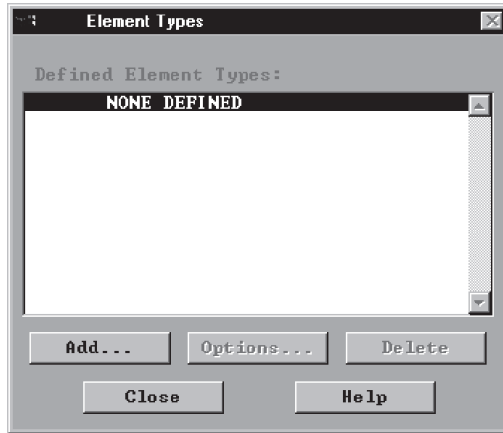 Element Types
Defined Element Types:
NONE DEFINED
Add... Options... Delete
Close Help